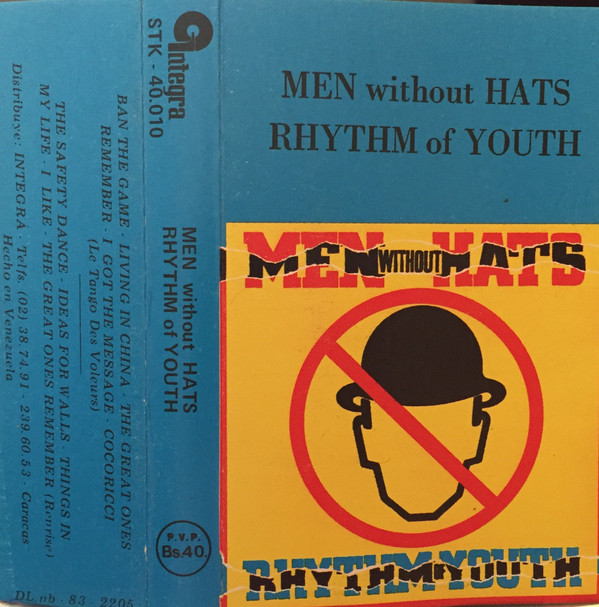 MEN without HATS
RHYTHM of YOUTH
MEN WITHOUT HATS
RHYTHM OF YOUTH
Integra
STK - 40.010
MEN without HATS
RHYTHM of YOUTH
P.V.P.
Bs.40.
BAN THE GAME - LIVING IN CHINA - THE GREAT ONES
REMEMBER - I GOT THE MESSAGE - COCORICCI
(Le Tango Des Voleurs)
THE SAFETY DANCE - IDEAS FOR WALLS - THINGS IN
MY LIFE - I LIKE - THE GREAT ONES REMEMBER (Reprise)
Distribuye: INTEGRA - Telfs. (02) 38.74.91 - 239.60.53 - Caracas
Hecho en Venezuela
DL nb - 83 - 2205